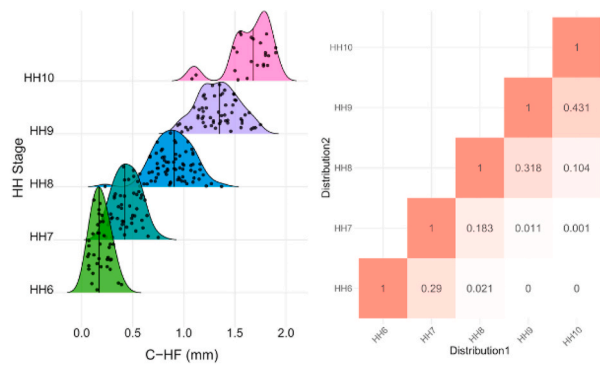 HH Stage
HH10
HH9
HH8
HH7
HH6
0.0 0.5 1.0 1.5 2.0
C-HF (mm)
Distribution2
HH10 1
HH9 1 0.431
HH8 1 0.318 0.104
HH7 1 0.183 0.011 0.001
HH6 1 0.29 0.021 0 0
HH6 HH7 HH8 HH9 HH10
Distribution1